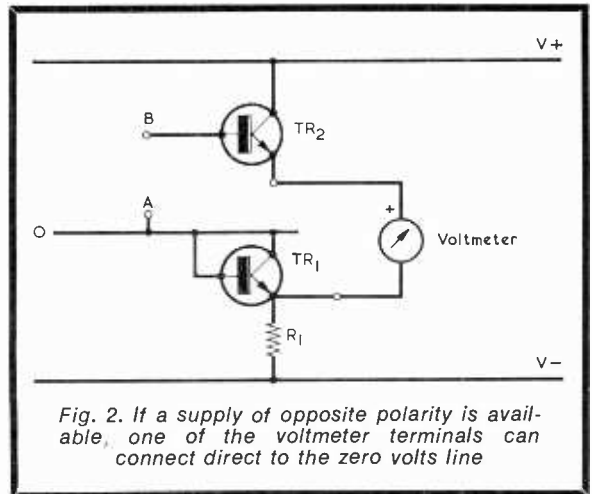 V+
B
TR2
A
+
Voltmeter
O
TR1
R1
V−
Fig. 2. If a supply of opposite polarity is avail-
able, one of the voltmeter terminals can
connect direct to the zero volts line